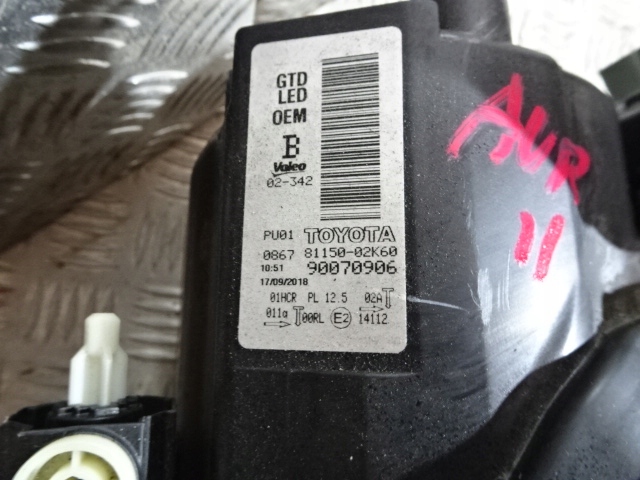 GTD
LED
OEM
B
Valeo
02-342
PU01 TOYOTA
0867 81150-02K60
10:51 90070906
17/09/2018
01HCR PL 12.5 02A
011a 00RL E2 14112
AUR
11